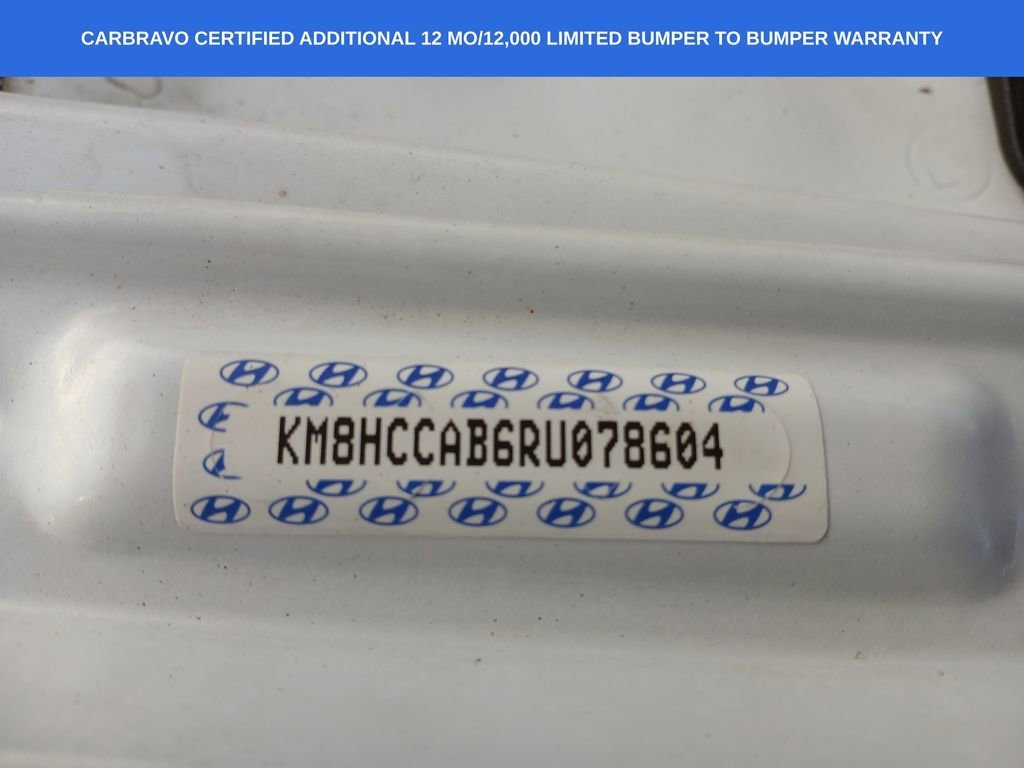 CARBRAVO CERTIFIED ADDITIONAL 12 MO/12,000 LIMITED BUMPER TO BUMPER WARRANTY
KM8HCCAB6RU078604